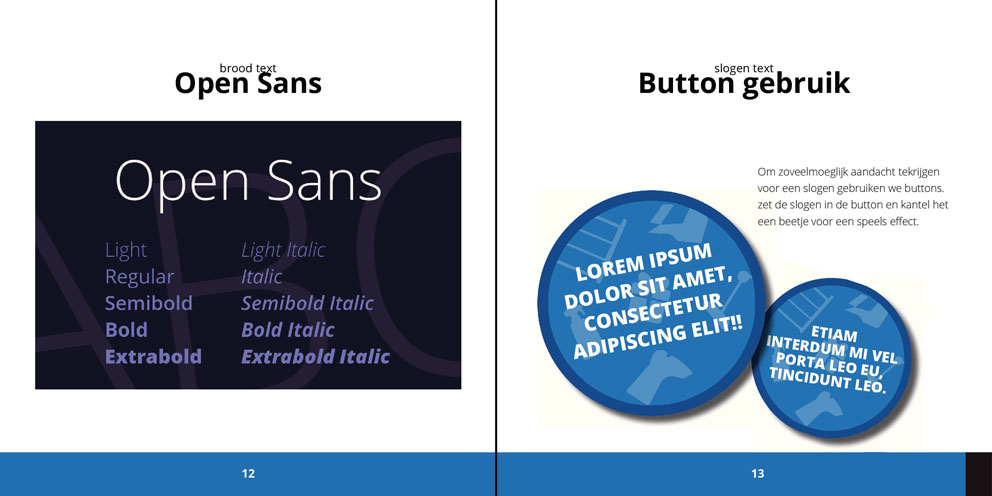 brood text
Open Sans
Open Sans
Light
Light Italic
Regular
Italic
Semibold
Semibold Italic
Bold
Bold Italic
Extrabold
Extrabold Italic
12
slogen text
Button gebruik
Om zoveelmoeglijk aandacht tekrijgen
voor een slogen gebruiken we buttons.
zet de slogen in de button en kantel het
een beetje voor een speels effect.
LOREM IPSUM
DOLOR SIT AMET,
CONSECTETUR
ADIPISCING ELIT!!
ETIAM
INTERDUM MI VEL
PORTA LEO EU,
TINCIDUNT LEO.
13
ABC